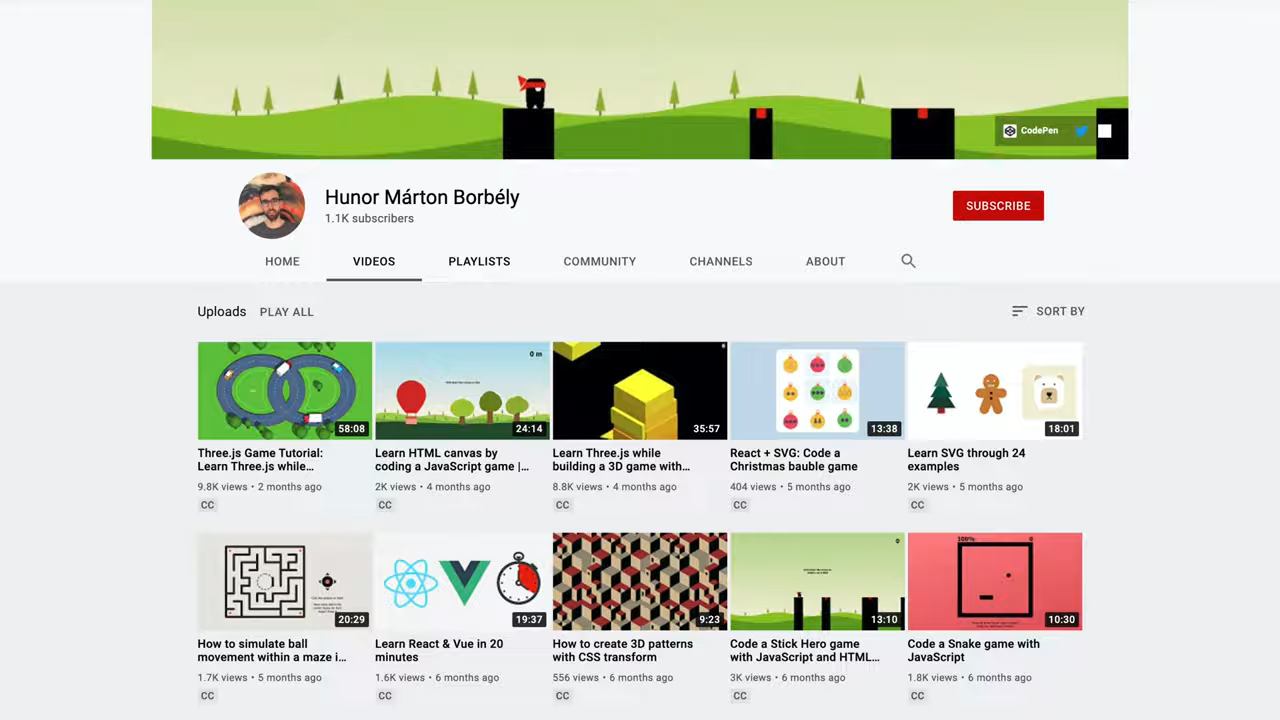 CodePen
Hunor Márton Borbély
1.1K subscribers
SUBSCRIBE
HOME
VIDEOS
PLAYLISTS
COMMUNITY
CHANNELS
ABOUT
Uploads
PLAY ALL
SORT BY
58:08
Three.js Game Tutorial:
Learn Three.js while…
9.8K views • 2 months ago
CC
0 m
24:14
Learn HTML canvas by
coding a JavaScript game |…
2K views • 4 months ago
CC
35:57
Learn Three.js while
building a 3D game with…
8.8K views • 4 months ago
CC
13:38
React + SVG: Code a
Christmas bauble game
404 views • 5 months ago
CC
18:01
Learn SVG through 24
examples
2K views • 5 months ago
CC
20:29
How to simulate ball
movement within a maze i…
1.7K views • 5 months ago
CC
19:37
Learn React & Vue in 20
minutes
1.6K views • 6 months ago
CC
9:23
How to create 3D patterns
with CSS transform
556 views • 6 months ago
CC
0
13:10
Code a Stick Hero game
with JavaScript and HTML…
3K views • 6 months ago
CC
100%
0
10:30
Code a Snake game with
JavaScript
1.8K views • 6 months ago
CC